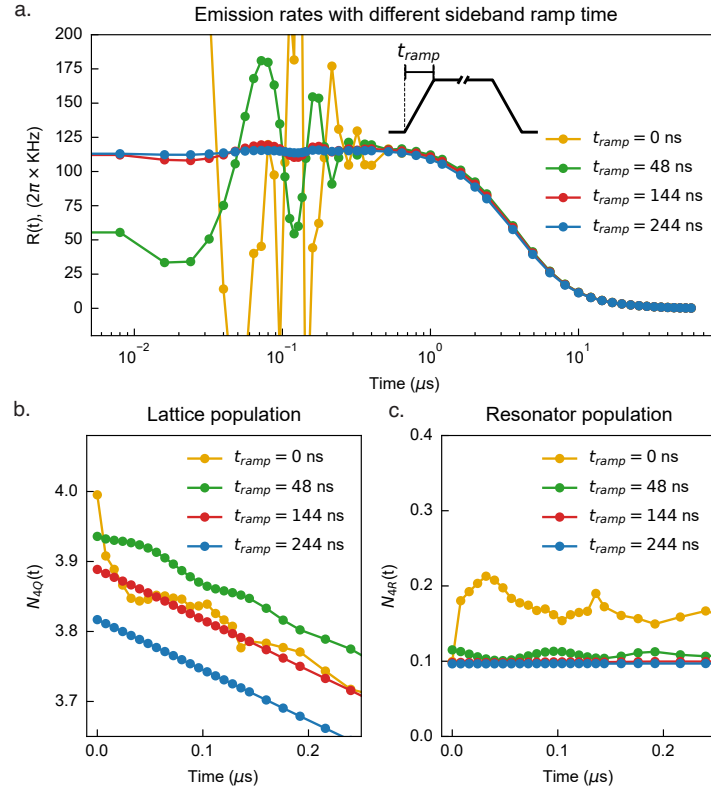 a.
Emission rates with different sideband ramp time
200
175
150
125
100
75
50
25
0
R(t), (2π × KHz)
t_ramp
t_ramp = 0 ns
t_ramp = 48 ns
t_ramp = 144 ns
t_ramp = 244 ns
10⁻² 10⁻¹ 10⁰ 10¹
Time (μs)
b.
Lattice population
4.0
3.9
3.8
3.7
N_4Q(t)
t_ramp = 0 ns
t_ramp = 48 ns
t_ramp = 144 ns
t_ramp = 244 ns
0.0 0.1 0.2
Time (μs)
c.
Resonator population
0.4
0.3
0.2
0.1
0.0
N_4R(t)
t_ramp = 0 ns
t_ramp = 48 ns
t_ramp = 144 ns
t_ramp = 244 ns
0.0 0.1 0.2
Time (μs)